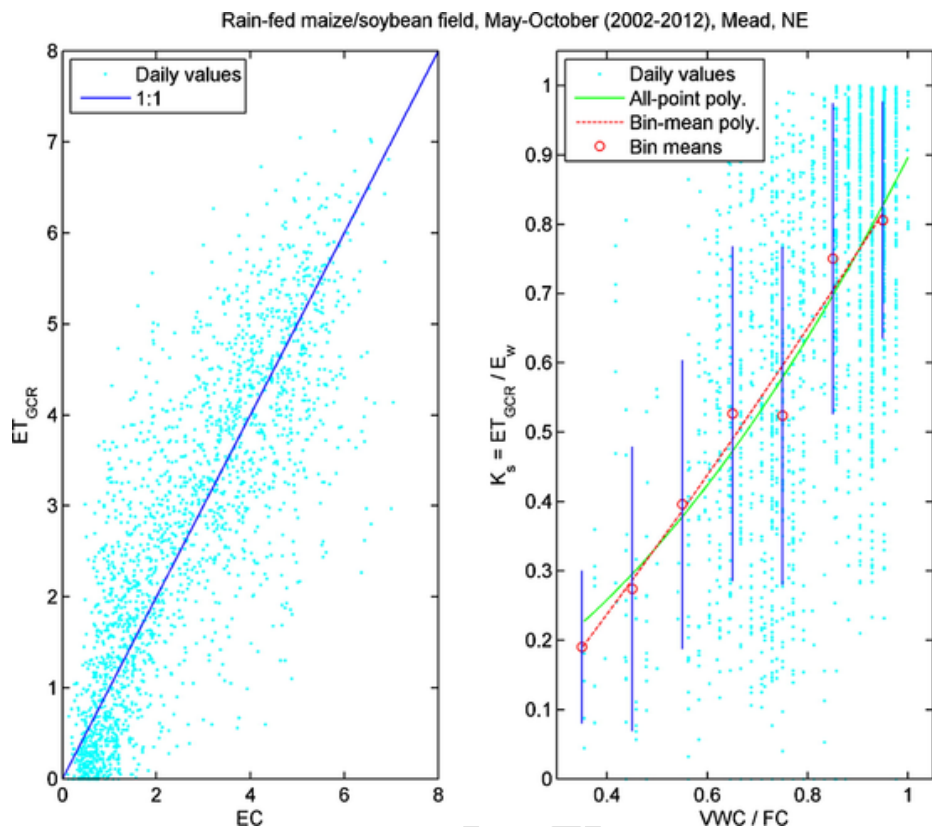 Rain-fed maize/soybean field, May-October (2002-2012), Mead, NE
8
7
6
5
4
3
2
1
0
ET_GCR
Daily values
1:1
0 2 4 6 8
EC
1
0.9
0.8
0.7
0.6
0.5
0.4
0.3
0.2
0.1
0
K_s = ET_GCR / E_w
Daily values
All-point poly.
Bin-mean poly.
Bin means
0.4 0.6 0.8 1
VWC / FC